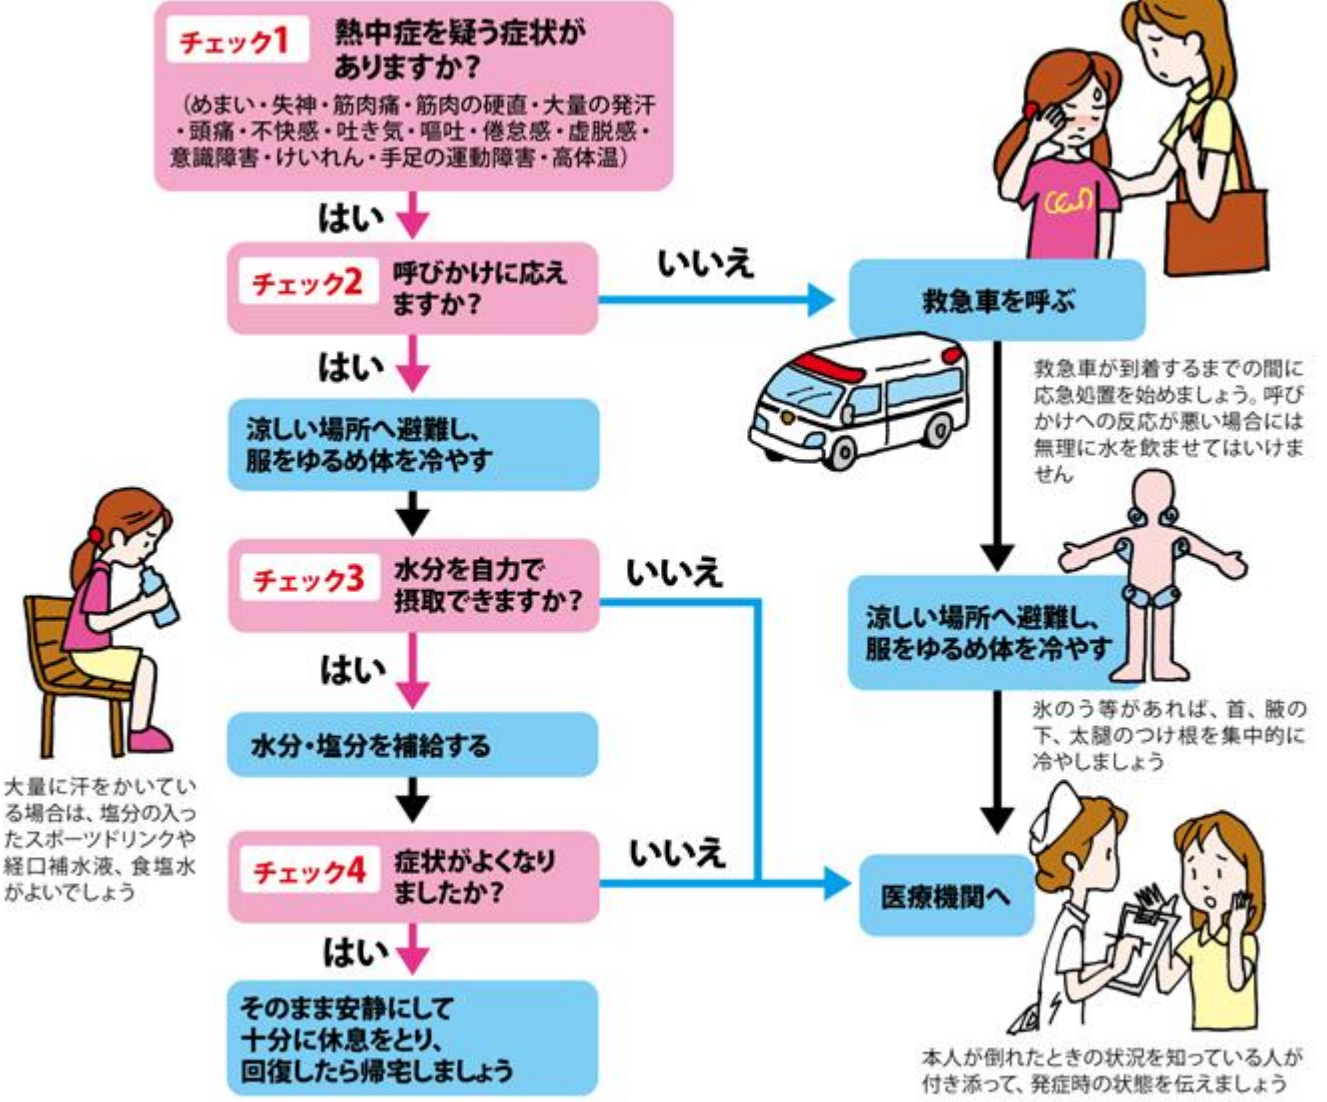 チェック1
熱中症を疑う症状が
ありますか？
（めまい・失神・筋肉痛・筋肉の硬直・大量の発汗
・頭痛・不快感・吐き気・嘔吐・倦怠感・虚脱感・
意識障害・けいれん・手足の運動障害・高体温）
はい
チェック2
呼びかけに応え
ますか？
いいえ
救急車を呼ぶ
救急車が到着するまでの間に
応急処置を始めましょう。呼び
かけへの反応が悪い場合には
無理に水を飲ませてはいけま
せん
はい
涼しい場所へ避難し、
服をゆるめ体を冷やす
チェック3
水分を自力で
摂取できますか？
いいえ
涼しい場所へ避難し、
服をゆるめ体を冷やす
氷のう等があれば、首、腋の
下、太腿のつけ根を集中的に
冷やしましょう
はい
水分・塩分を補給する
大量に汗をかいてい
る場合は、塩分の入っ
たスポーツドリンクや
経口補水液、食塩水
がよいでしょう
チェック4
症状がよくなり
ましたか？
いいえ
医療機関へ
はい
そのまま安静にして
十分に休息をとり、
回復したら帰宅しましょう
本人が倒れたときの状況を知っている人が
付き添って、発症時の状態を伝えましょう